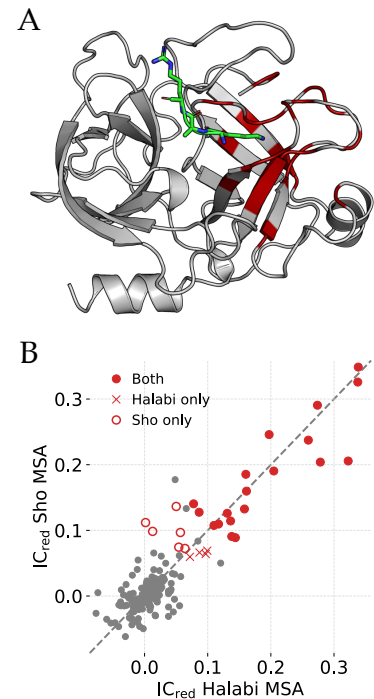 A
B
Both
Halabi only
Sho only
0.3
0.2
0.1
0.0
IC_red Sho MSA
0.0 0.1 0.2 0.3
IC_red Halabi MSA